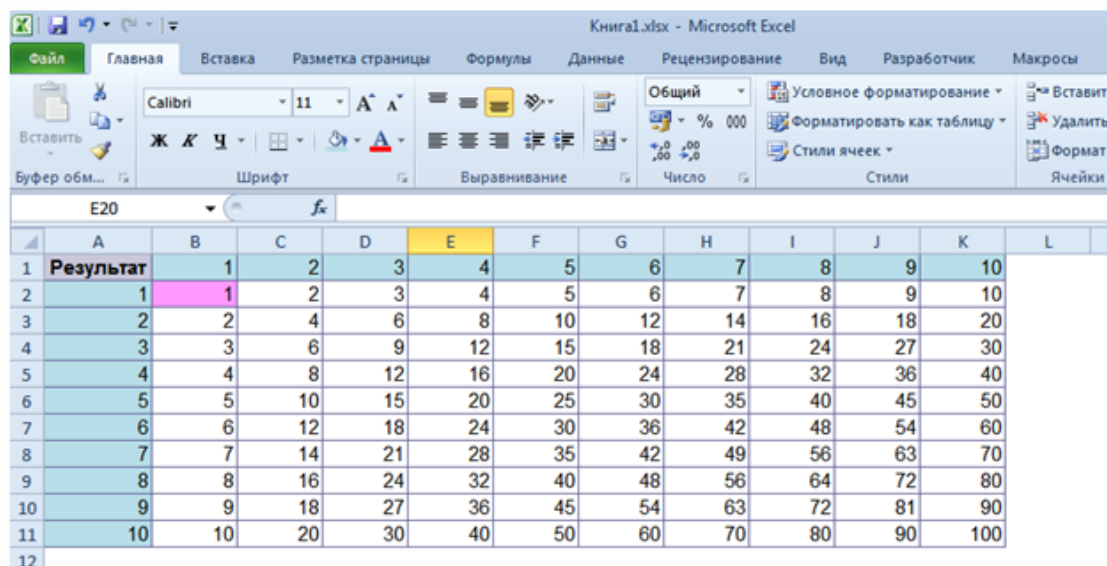 Книга1.xlsx - Microsoft Excel
Файл Главная Вставка Разметка страницы Формулы Данные Рецензирование Вид Разработчик Макросы
Calibri 11 A A Общий Условное форматирование Вставит
Вставить Ж К Ч А % 000 Форматировать как таблицу Удалить
,00 ,00 Стили ячеек Формат
Буфер обм... Шрифт Выравнивание Число Стили Ячейки
E20 fx
A B C D E F G H I J K L
1 Результат 1 2 3 4 5 6 7 8 9 10
2 1 1 2 3 4 5 6 7 8 9 10
3 2 2 4 6 8 10 12 14 16 18 20
4 3 3 6 9 12 15 18 21 24 27 30
5 4 4 8 12 16 20 24 28 32 36 40
6 5 5 10 15 20 25 30 35 40 45 50
7 6 6 12 18 24 30 36 42 48 54 60
8 7 7 14 21 28 35 42 49 56 63 70
9 8 8 16 24 32 40 48 56 64 72 80
10 9 9 18 27 36 45 54 63 72 81 90
11 10 10 20 30 40 50 60 70 80 90 100
12